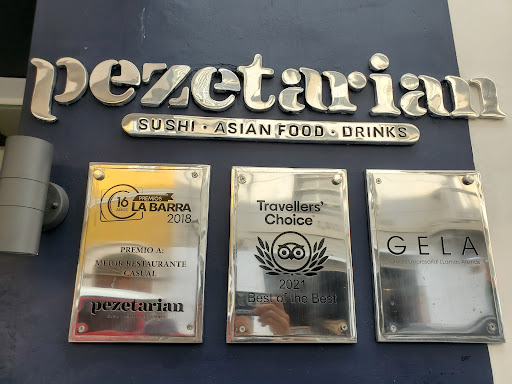 pezetarian
SUSHI · ASIAN FOOD · DRINKS
16
PREMIOS
LA BARRA
2018
PREMIO A:
MEJOR RESTAURANTE
CASUAL
pezetarian
Travellers'
Choice
2021
Best of the Best
GELA